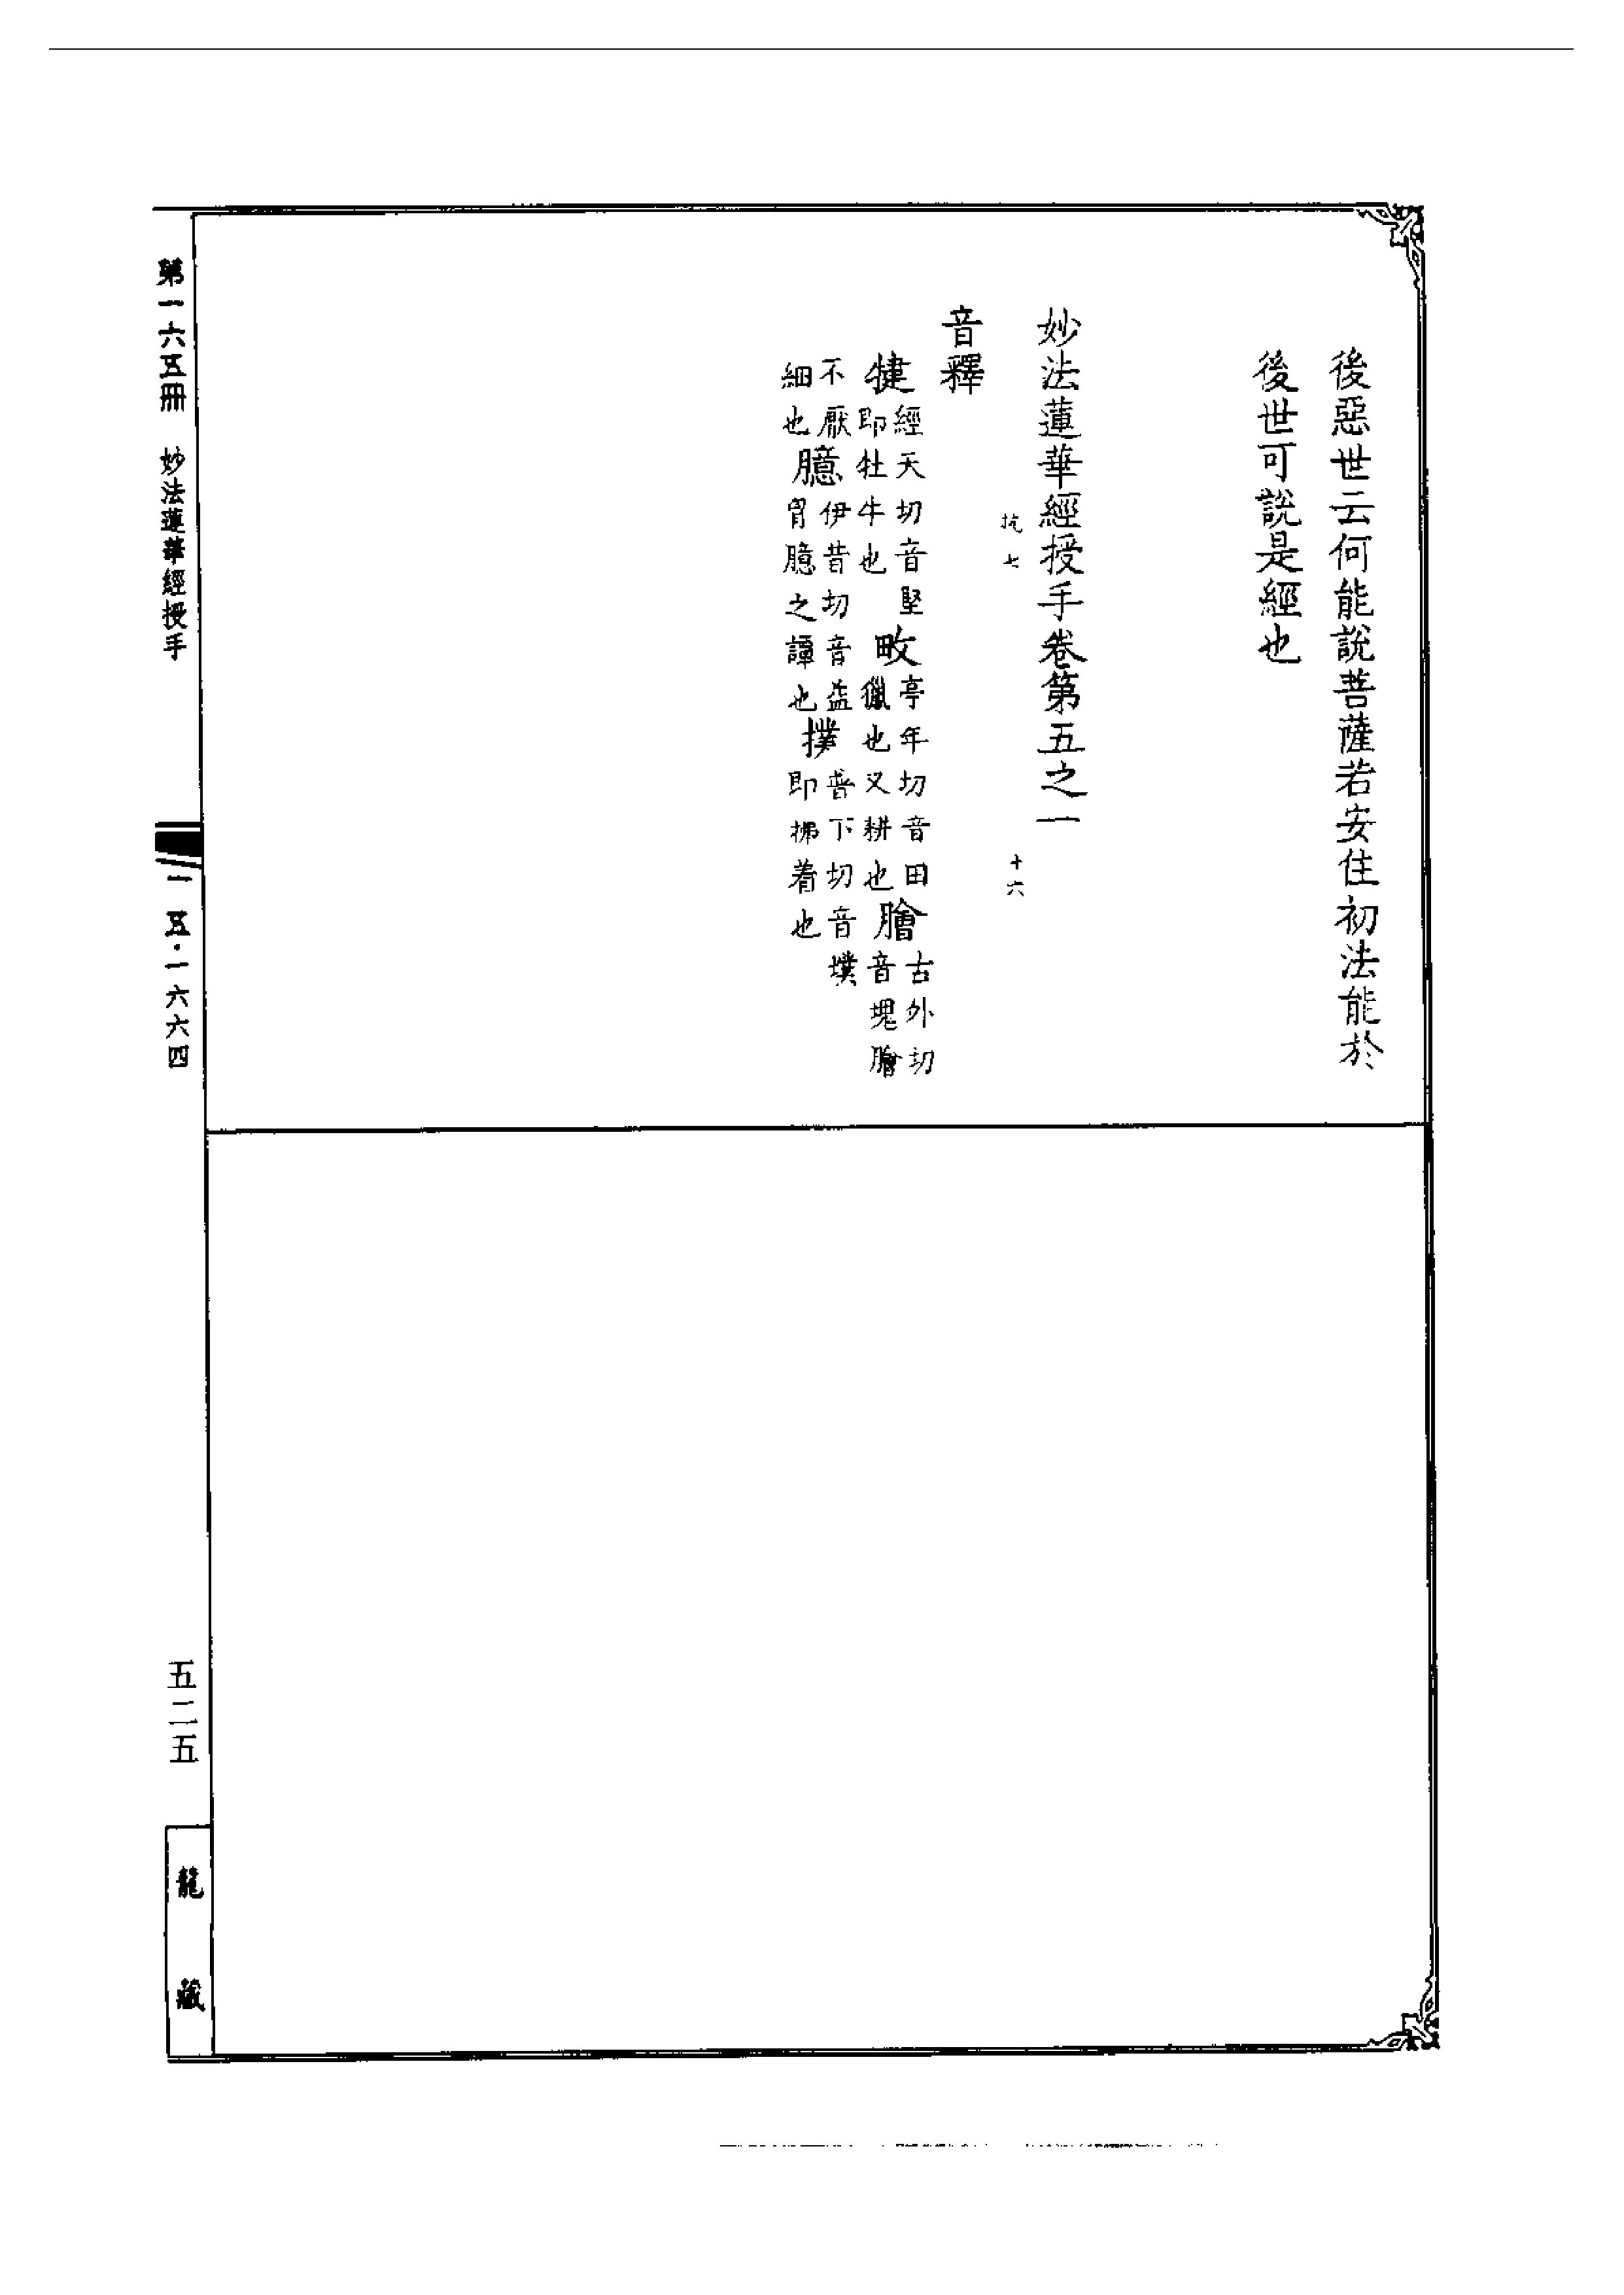 後惡世云何能說菩薩若安住初法能於
後世可說是經也
妙法蓮華經授手卷第五之一
抗七 十六
音釋
犍經天切音堅即牡牛也 畋亭年切音田獵也又耕也 膾古外切音塊膾
不厭細也 臆伊昔切音益胃臆之譚也 撲普下切音墣即拂着也
第一六五冊 妙法蓮華經授手
一五·一六六四
五二五
龍藏